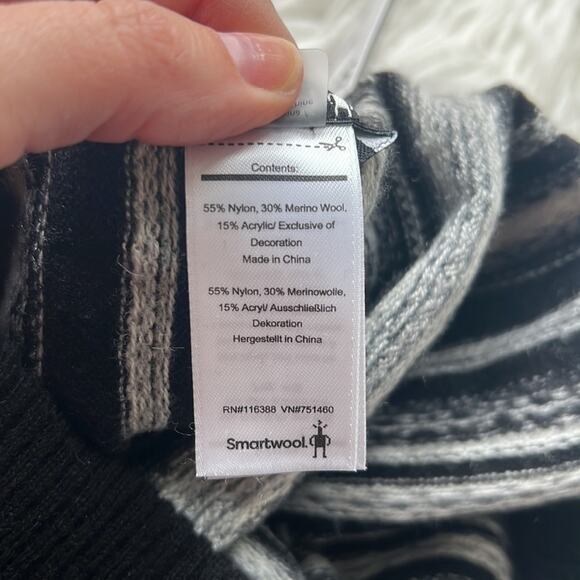 Contents:
55% Nylon, 30% Merino Wool,
15% Acrylic/ Exclusive of
Decoration
Made in China
55% Nylon, 30% Merinowolle,
15% Acryl/ Ausschließlich
Dekoration
Hergestellt in China
RN#116388 VN#751460
Smartwool.